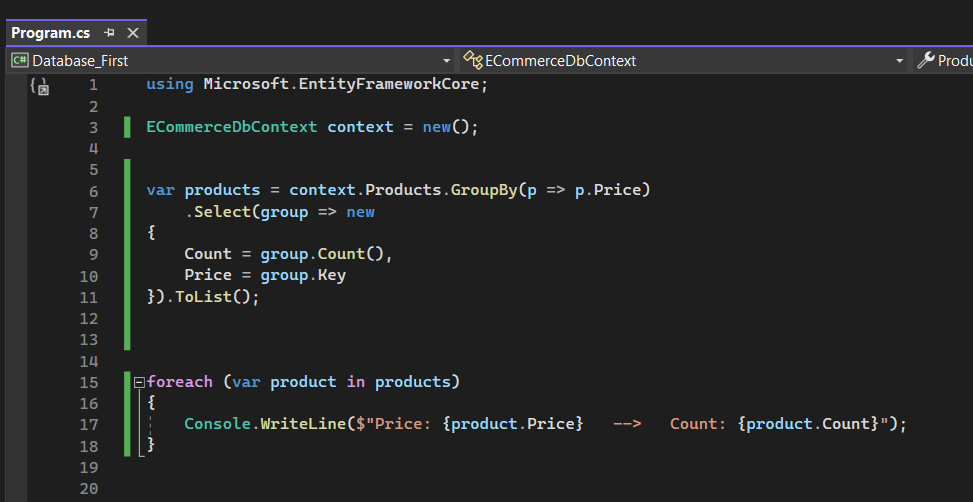 Program.cs
Database_First ECommerceDbContext Produ
1 using Microsoft.EntityFrameworkCore;
2
3 ECommerceDbContext context = new();
4
5
6 var products = context.Products.GroupBy(p => p.Price)
7 .Select(group => new
8 {
9 Count = group.Count(),
10 Price = group.Key
11 }).ToList();
12
13
14
15 foreach (var product in products)
16 {
17 Console.WriteLine($"Price: {product.Price} --> Count: {product.Count}");
18 }
19
20